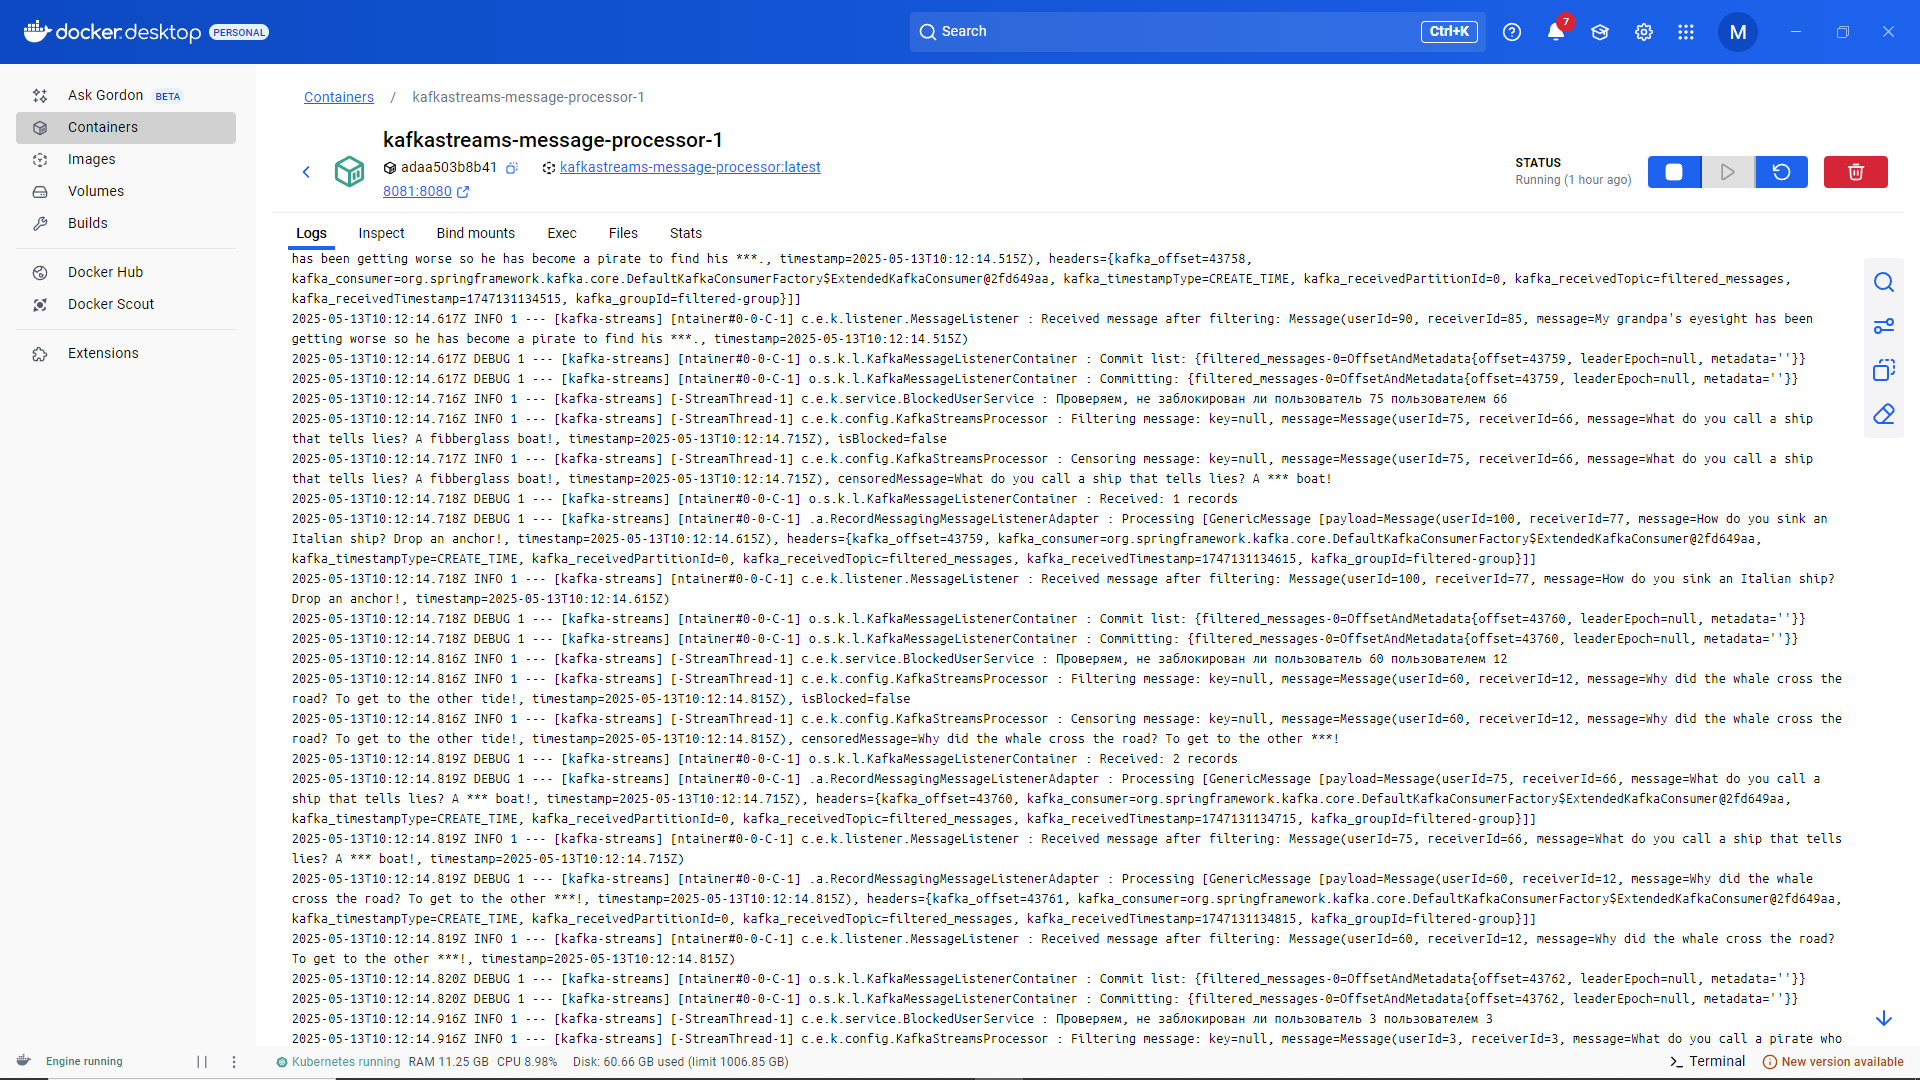 docker.desktop PERSONAL
Search Ctrl+K
7
M
Ask Gordon BETA
Containers
Images
Volumes
Builds
Docker Hub
Docker Scout
Extensions
Containers / kafkastreams-message-processor-1
kafkastreams-message-processor-1
adaa503b8b41 kafkastreams-message-processor:latest
8081:8080
STATUS
Running (1 hour ago)
Logs Inspect Bind mounts Exec Files Stats
has been getting worse so he has become a pirate to find his ***., timestamp=2025-05-13T10:12:14.515Z), headers={kafka_offset=43758,
kafka_consumer=org.springframework.kafka.core.DefaultKafkaConsumerFactory$ExtendedKafkaConsumer@2fd649aa, kafka_timestampType=CREATE_TIME, kafka_receivedPartitionId=0, kafka_receivedTopic=filtered_messages,
kafka_receivedTimestamp=1747131134515, kafka_groupId=filtered-group}]]
2025-05-13T10:12:14.617Z INFO 1 --- [kafka-streams] [ntainer#0-0-C-1] c.e.k.listener.MessageListener : Received message after filtering: Message(userId=90, receiverId=85, message=My grandpa's eyesight has been
getting worse so he has become a pirate to find his ***., timestamp=2025-05-13T10:12:14.515Z)
2025-05-13T10:12:14.617Z DEBUG 1 --- [kafka-streams] [ntainer#0-0-C-1] o.s.k.l.KafkaMessageListenerContainer : Commit list: {filtered_messages-0=OffsetAndMetadata{offset=43759, leaderEpoch=null, metadata=''}}
2025-05-13T10:12:14.617Z DEBUG 1 --- [kafka-streams] [ntainer#0-0-C-1] o.s.k.l.KafkaMessageListenerContainer : Committing: {filtered_messages-0=OffsetAndMetadata{offset=43759, leaderEpoch=null, metadata=''}}
2025-05-13T10:12:14.716Z INFO 1 --- [kafka-streams] [-StreamThread-1] c.e.k.service.BlockedUserService : Проверяем, не заблокирован ли пользователь 75 пользователем 66
2025-05-13T10:12:14.716Z INFO 1 --- [kafka-streams] [-StreamThread-1] c.e.k.config.KafkaStreamsProcessor : Filtering message: key=null, message=Message(userId=75, receiverId=66, message=What do you call a ship
that tells lies? A fibberglass boat!, timestamp=2025-05-13T10:12:14.715Z), isBlocked=false
2025-05-13T10:12:14.717Z INFO 1 --- [kafka-streams] [-StreamThread-1] c.e.k.config.KafkaStreamsProcessor : Censoring message: key=null, message=Message(userId=75, receiverId=66, message=What do you call a ship
that tells lies? A fibberglass boat!, timestamp=2025-05-13T10:12:14.715Z), censoredMessage=What do you call a ship that tells lies? A *** boat!
2025-05-13T10:12:14.718Z DEBUG 1 --- [kafka-streams] [ntainer#0-0-C-1] o.s.k.l.KafkaMessageListenerContainer : Received: 1 records
2025-05-13T10:12:14.718Z DEBUG 1 --- [kafka-streams] [ntainer#0-0-C-1] .a.RecordMessagingMessageListenerAdapter : Processing [GenericMessage [payload=Message(userId=100, receiverId=77, message=How do you sink an
Italian ship? Drop an anchor!, timestamp=2025-05-13T10:12:14.615Z), headers={kafka_offset=43759, kafka_consumer=org.springframework.kafka.core.DefaultKafkaConsumerFactory$ExtendedKafkaConsumer@2fd649aa,
kafka_timestampType=CREATE_TIME, kafka_receivedPartitionId=0, kafka_receivedTopic=filtered_messages, kafka_receivedTimestamp=1747131134615, kafka_groupId=filtered-group}]]
2025-05-13T10:12:14.718Z INFO 1 --- [kafka-streams] [ntainer#0-0-C-1] c.e.k.listener.MessageListener : Received message after filtering: Message(userId=100, receiverId=77, message=How do you sink an Italian ship?
Drop an anchor!, timestamp=2025-05-13T10:12:14.615Z)
2025-05-13T10:12:14.718Z DEBUG 1 --- [kafka-streams] [ntainer#0-0-C-1] o.s.k.l.KafkaMessageListenerContainer : Commit list: {filtered_messages-0=OffsetAndMetadata{offset=43760, leaderEpoch=null, metadata=''}}
2025-05-13T10:12:14.718Z DEBUG 1 --- [kafka-streams] [ntainer#0-0-C-1] o.s.k.l.KafkaMessageListenerContainer : Committing: {filtered_messages-0=OffsetAndMetadata{offset=43760, leaderEpoch=null, metadata=''}}
2025-05-13T10:12:14.816Z INFO 1 --- [kafka-streams] [-StreamThread-1] c.e.k.service.BlockedUserService : Проверяем, не заблокирован ли пользователь 60 пользователем 12
2025-05-13T10:12:14.816Z INFO 1 --- [kafka-streams] [-StreamThread-1] c.e.k.config.KafkaStreamsProcessor : Filtering message: key=null, message=Message(userId=60, receiverId=12, message=Why did the whale cross the
road? To get to the other tide!, timestamp=2025-05-13T10:12:14.815Z), isBlocked=false
2025-05-13T10:12:14.816Z INFO 1 --- [kafka-streams] [-StreamThread-1] c.e.k.config.KafkaStreamsProcessor : Censoring message: key=null, message=Message(userId=60, receiverId=12, message=Why did the whale cross the
road? To get to the other tide!, timestamp=2025-05-13T10:12:14.815Z), censoredMessage=Why did the whale cross the road? To get to the other ***!
2025-05-13T10:12:14.819Z DEBUG 1 --- [kafka-streams] [ntainer#0-0-C-1] o.s.k.l.KafkaMessageListenerContainer : Received: 2 records
2025-05-13T10:12:14.819Z DEBUG 1 --- [kafka-streams] [ntainer#0-0-C-1] .a.RecordMessagingMessageListenerAdapter : Processing [GenericMessage [payload=Message(userId=75, receiverId=66, message=What do you call a
ship that tells lies? A *** boat!, timestamp=2025-05-13T10:12:14.715Z), headers={kafka_offset=43760, kafka_consumer=org.springframework.kafka.core.DefaultKafkaConsumerFactory$ExtendedKafkaConsumer@2fd649aa,
kafka_timestampType=CREATE_TIME, kafka_receivedPartitionId=0, kafka_receivedTopic=filtered_messages, kafka_receivedTimestamp=1747131134715, kafka_groupId=filtered-group}]]
2025-05-13T10:12:14.819Z INFO 1 --- [kafka-streams] [ntainer#0-0-C-1] c.e.k.listener.MessageListener : Received message after filtering: Message(userId=75, receiverId=66, message=What do you call a ship that tells
lies? A *** boat!, timestamp=2025-05-13T10:12:14.715Z)
2025-05-13T10:12:14.819Z DEBUG 1 --- [kafka-streams] [ntainer#0-0-C-1] .a.RecordMessagingMessageListenerAdapter : Processing [GenericMessage [payload=Message(userId=60, receiverId=12, message=Why did the whale
cross the road? To get to the other ***!, timestamp=2025-05-13T10:12:14.815Z), headers={kafka_offset=43761, kafka_consumer=org.springframework.kafka.core.DefaultKafkaConsumerFactory$ExtendedKafkaConsumer@2fd649aa,
kafka_timestampType=CREATE_TIME, kafka_receivedPartitionId=0, kafka_receivedTopic=filtered_messages, kafka_receivedTimestamp=1747131134815, kafka_groupId=filtered-group}]]
2025-05-13T10:12:14.819Z INFO 1 --- [kafka-streams] [ntainer#0-0-C-1] c.e.k.listener.MessageListener : Received message after filtering: Message(userId=60, receiverId=12, message=Why did the whale cross the road?
To get to the other ***!, timestamp=2025-05-13T10:12:14.815Z)
2025-05-13T10:12:14.820Z DEBUG 1 --- [kafka-streams] [ntainer#0-0-C-1] o.s.k.l.KafkaMessageListenerContainer : Commit list: {filtered_messages-0=OffsetAndMetadata{offset=43762, leaderEpoch=null, metadata=''}}
2025-05-13T10:12:14.820Z DEBUG 1 --- [kafka-streams] [ntainer#0-0-C-1] o.s.k.l.KafkaMessageListenerContainer : Committing: {filtered_messages-0=OffsetAndMetadata{offset=43762, leaderEpoch=null, metadata=''}}
2025-05-13T10:12:14.916Z INFO 1 --- [kafka-streams] [-StreamThread-1] c.e.k.service.BlockedUserService : Проверяем, не заблокирован ли пользователь 3 пользователем 3
2025-05-13T10:12:14.916Z INFO 1 --- [kafka-streams] [-StreamThread-1] c.e.k.config.KafkaStreamsProcessor : Filtering message: key=null, message=Message(userId=3, receiverId=3, message=What do you call a pirate who
Engine running
Kubernetes running RAM 11.25 GB CPU 8.98% Disk: 60.66 GB used (limit 1006.85 GB)
Terminal New version available